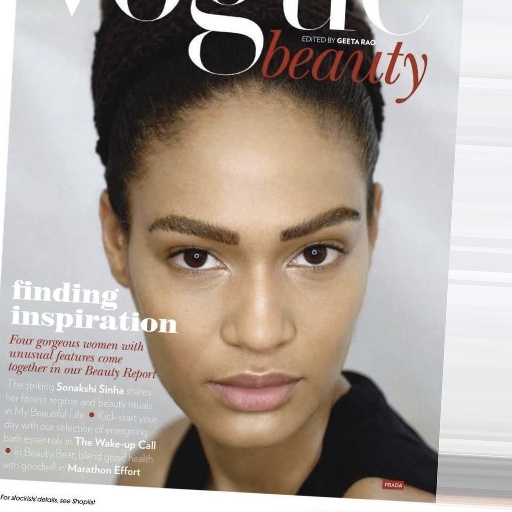 vogue
EDITED BY GEETA RAO
beauty
finding
inspiration
Four gorgeous women with
unusual features come
together in our Beauty Report
The striking Sonakshi Sinha shares
her fitness regime and beauty rituals
in My Beautiful Life • Kick-start your
day with our selection of energising
bath essentials in The Wake-up Call
• In Beauty Bear, blend good health
with goodwill in Marathon Effort
PRADA
For stockists' details, see Shoplist